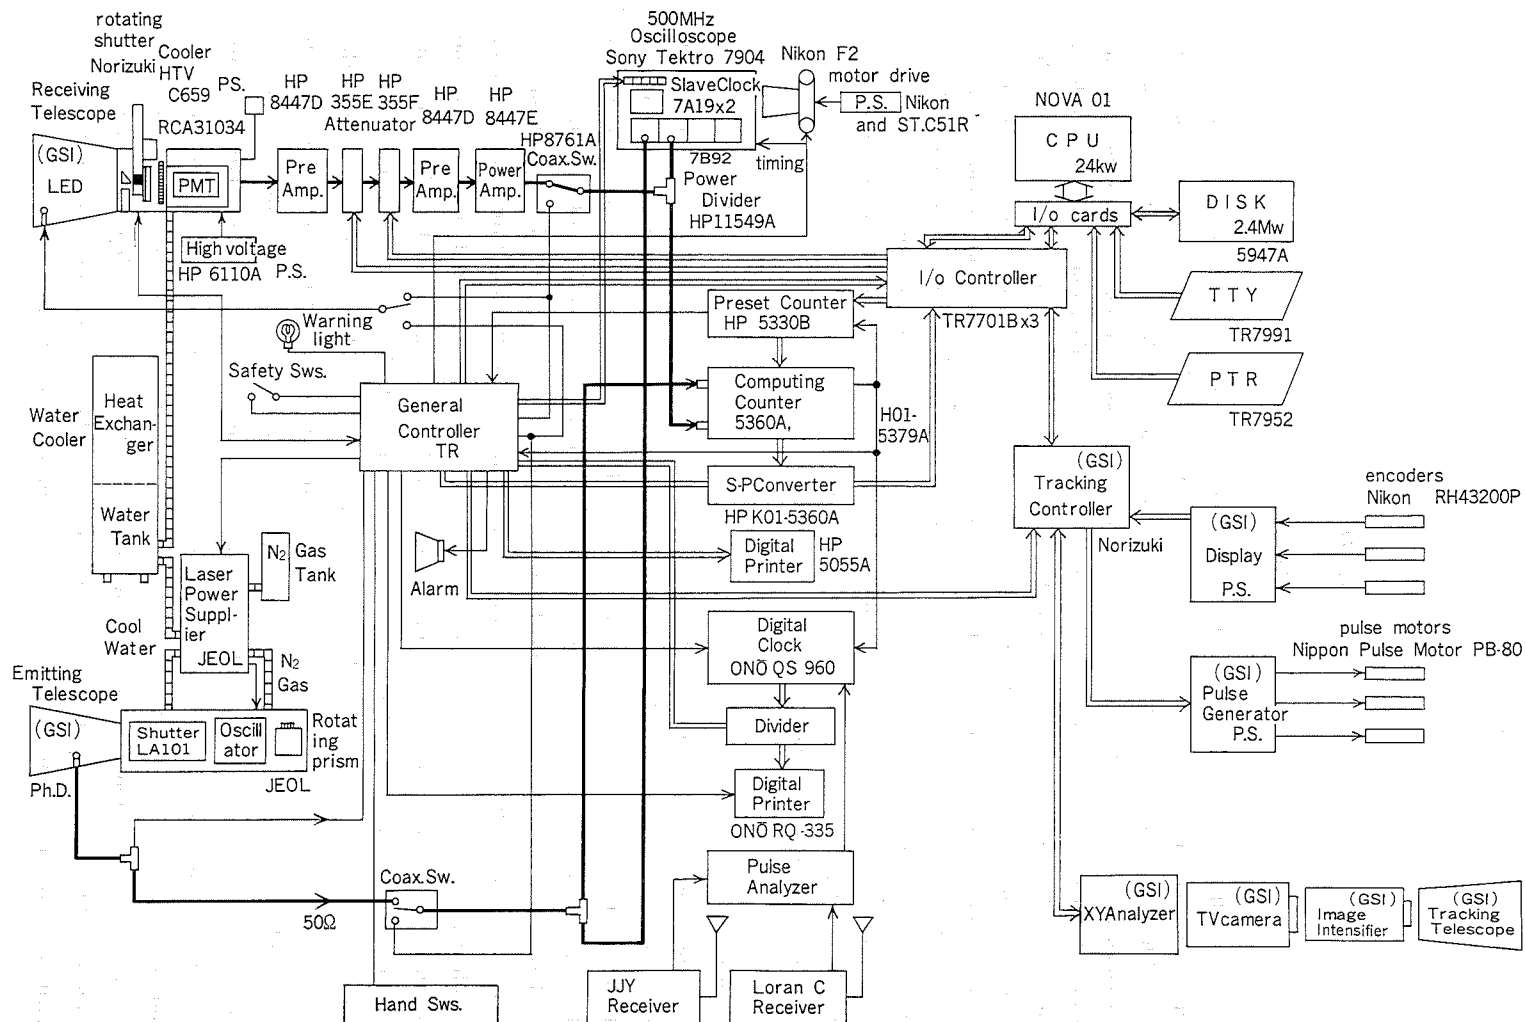 rotating
shutter
Norizuki
Cooler
HTV
C659
P.S.
Receiving
Telescope
RCA31034
(GSI)
LED
PMT
High voltage
HP 6110A P.S.
HP
8447D
HP
355E
HP
355F
Attenuator
HP
8447D
HP
8447E
Pre
Amp.
Pre
Amp.
Power
Amp.
HP8761A
Coax.Sw.
500MHz
Oscilloscope
Sony Tektro 7904
SlaveClock
7A19x2
7B92
Power
Divider
HP11549A
Nikon F2
motor drive
P.S. Nikon
and ST.C51R
timing
NOVA 01
CPU
24kw
I/o cards
DISK
2.4Mw
5947A
TTY
TR7991
PTR
TR7952
I/o Controller
TR7701Bx3
Preset Counter
HP 5330B
Computing
Counter
5360A,
H01-
5379A
S-PConverter
HP K01-5360A
Digital
Printer
HP
5055A
Warning
light
Safety Sws.
General
Controller
TR
Alarm
Water
Cooler
Heat
Exchan-
ger
Water
Tank
N2
Gas
Tank
Laser
Power
Suppl-
ier
JEOL
Cool
Water
N2
Gas
Emitting
Telescope
(GSI)
Shutter
LA101
Oscill
ator
Rotat
ing
prism
JEOL
Ph.D.
50Ω
Coax.Sw.
Hand Sws.
Digital
Clock
ONŌ QS 960
Divider
Digital
Printer
ONŌ RQ-335
Pulse
Analyzer
JJY
Receiver
Loran C
Receiver
(GSI)
Tracking
Controller
Norizuki
encoders
Nikon RH43200P
(GSI)
Display
P.S.
pulse motors
Nippon Pulse Motor PB-80
(GSI)
Pulse
Generator
P.S.
(GSI)
XYAnalyzer
(GSI)
TVcamera
(GSI)
Image
Intensifier
(GSI)
Tracking
Telescope